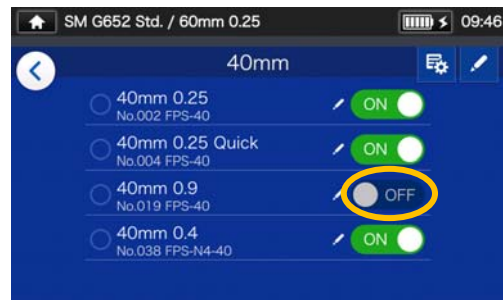 SM G652 Std. / 60mm 0.25 09:46
40mm
40mm 0.25 ON
No.002 FPS-40
40mm 0.25 Quick ON
No.004 FPS-40
40mm 0.9 OFF
No.019 FPS-40
40mm 0.4 ON
No.038 FPS-N4-40